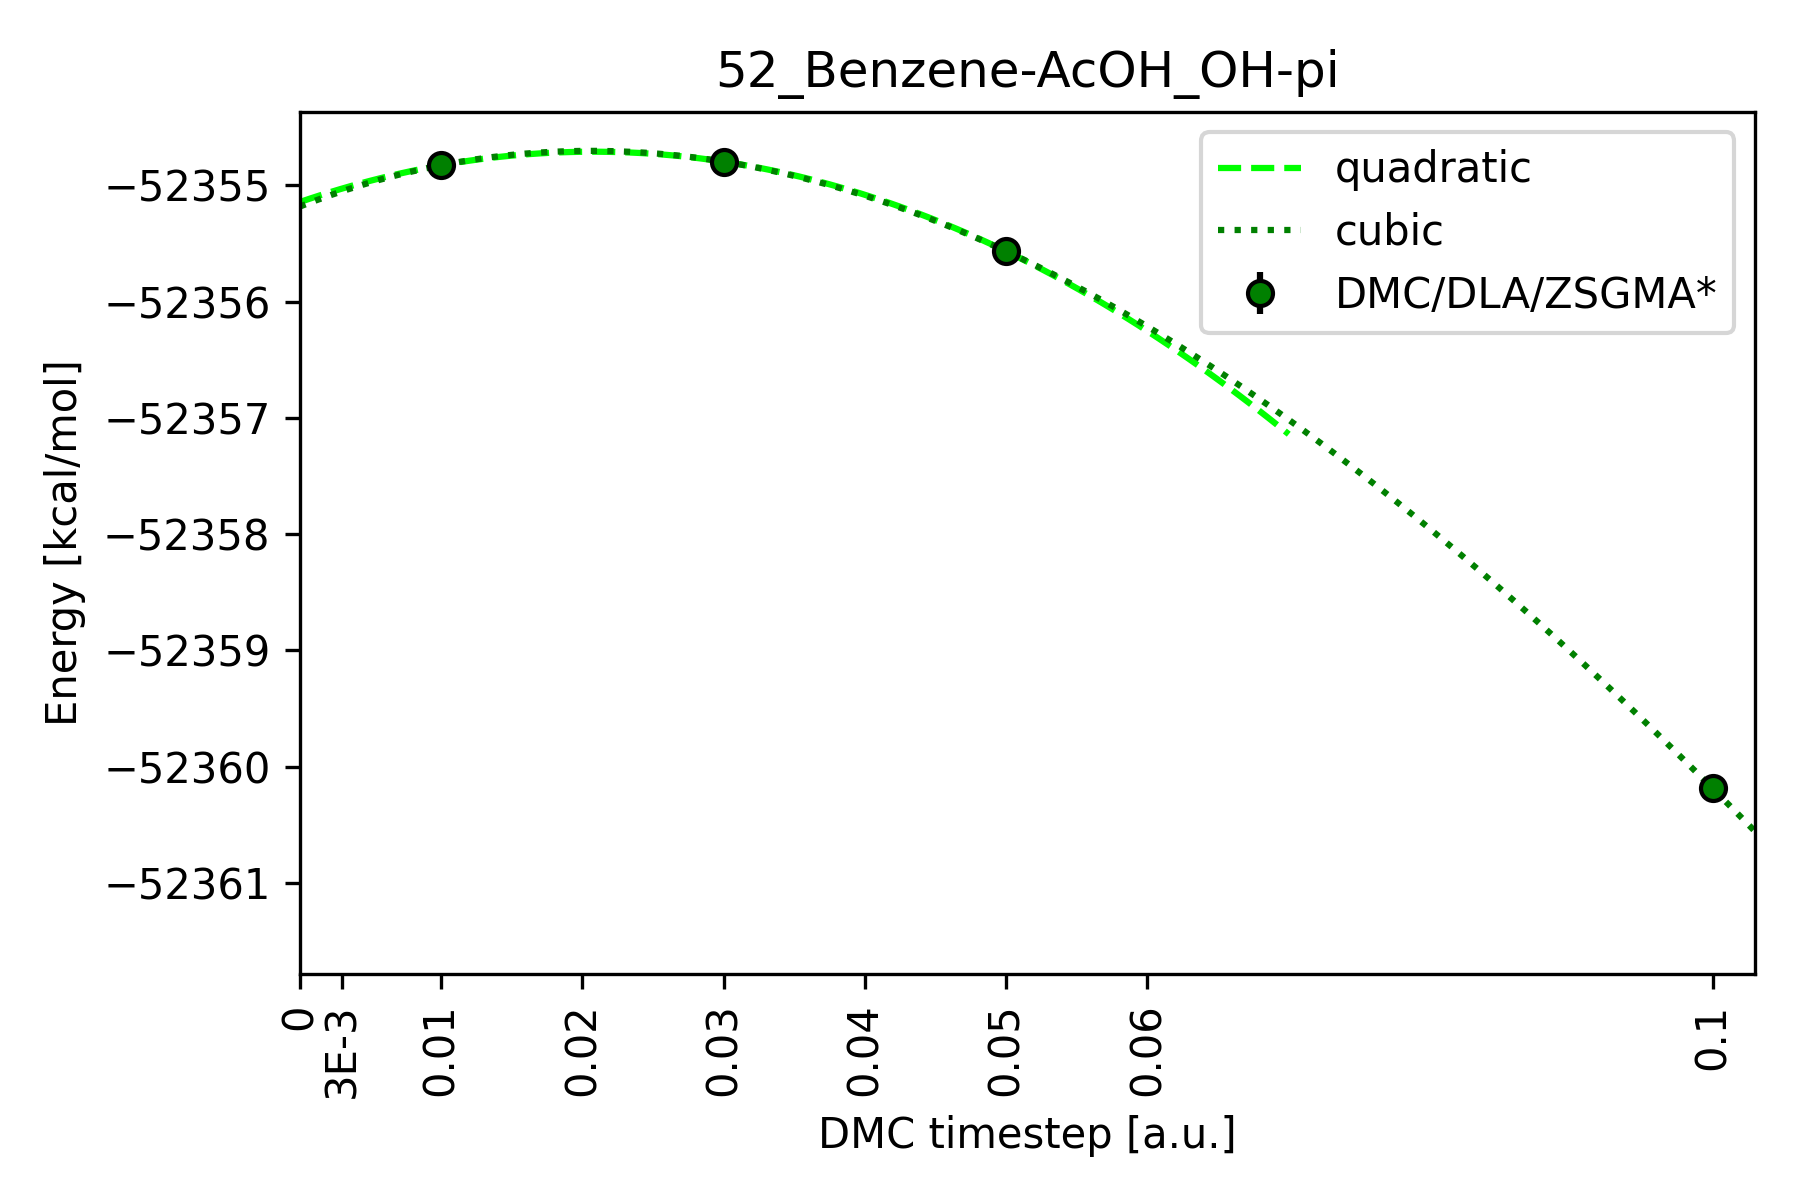 52_Benzene-AcOH_OH-pi
quadratic
cubic
DMC/DLA/ZSGMA*
Energy [kcal/mol]
−52355
−52356
−52357
−52358
−52359
−52360
−52361
0
3E-3
0.01
0.02
0.03
0.04
0.05
0.06
0.1
DMC timestep [a.u.]